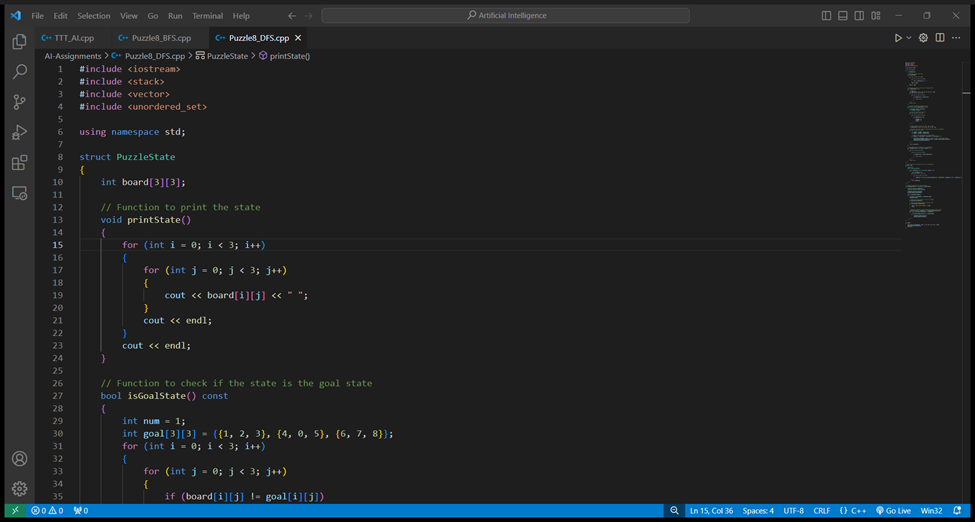 File Edit Selection View Go Run Terminal Help
Artificial Intelligence
TTT_AI.cpp Puzzle8_BFS.cpp Puzzle8_DFS.cpp
AI-Assignments > Puzzle8_DFS.cpp > PuzzleState > printState()
1 #include <iostream>
2 #include <stack>
3 #include <vector>
4 #include <unordered_set>
5
6 using namespace std;
7
8 struct PuzzleState
9 {
10 int board[3][3];
11
12 // Function to print the state
13 void printState()
14 {
15 for (int i = 0; i < 3; i++)
16 {
17 for (int j = 0; j < 3; j++)
18 {
19 cout << board[i][j] << " ";
20 }
21 cout << endl;
22 }
23 cout << endl;
24 }
25
26 // Function to check if the state is the goal state
27 bool isGoalState() const
28 {
29 int num = 1;
30 int goal[3][3] = {{1, 2, 3}, {4, 0, 5}, {6, 7, 8}};
31 for (int i = 0; i < 3; i++)
32 {
33 for (int j = 0; j < 3; j++)
34 {
35 if (board[i][j] != goal[i][j])
0 0 0 Ln 15, Col 36 Spaces: 4 UTF-8 CRLF {} C++ Go Live Win32